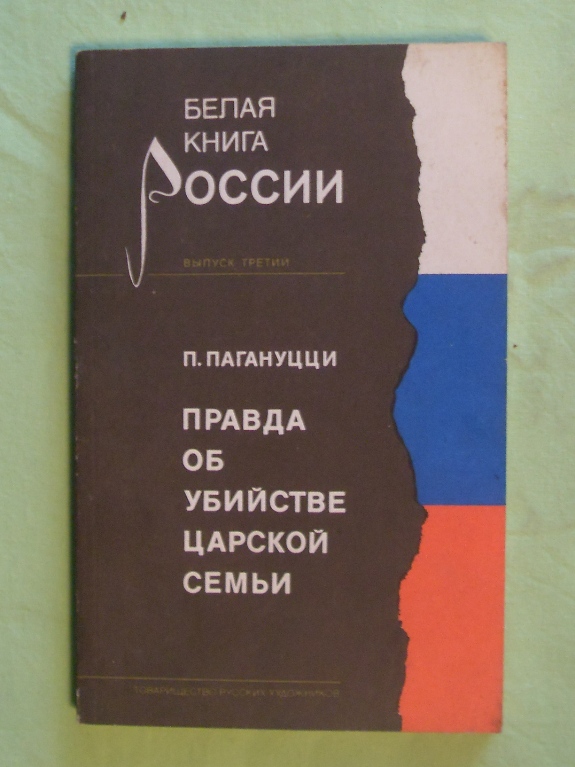 БЕЛАЯ
КНИГА
РОССИИ
ВЫПУСК ТРЕТИЙ
П. ПАГАНУЦЦИ
ПРАВДА
ОБ
УБИЙСТВЕ
ЦАРСКОЙ
СЕМЬИ
ТОВАРИЩЕСТВО РУССКИХ ХУДОЖНИКОВ